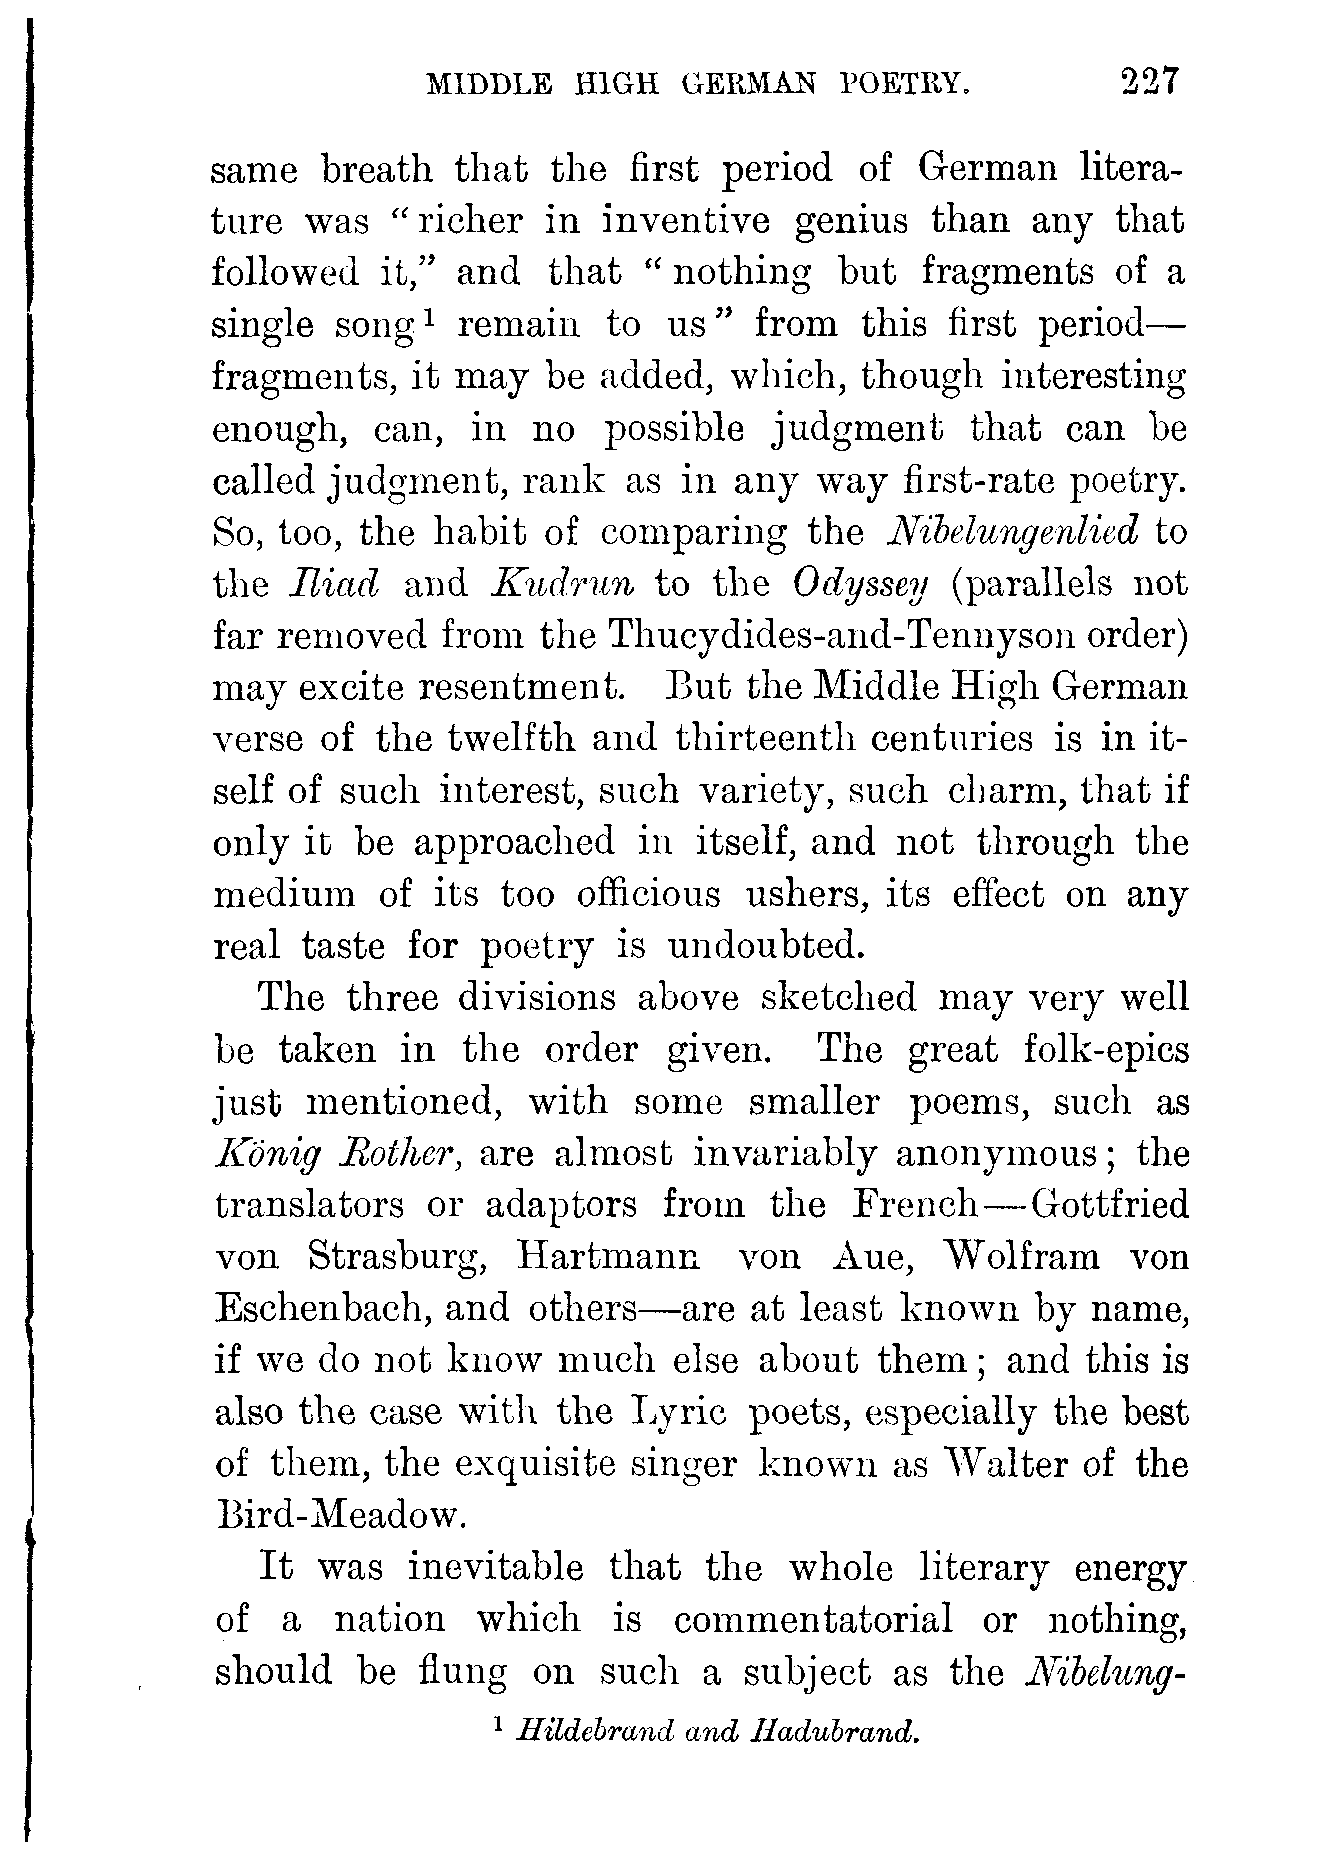 MIDDLE HIGH GERMAN POETRY. 227
same breath that the first period of German litera-
ture was “richer in inventive genius than any that
followed it,” and that “nothing but fragments of a
single song¹ remain to us” from this first period—
fragments, it may be added, which, though interesting
enough, can, in no possible judgment that can be
called judgment, rank as in any way first-rate poetry.
So, too, the habit of comparing the Nibelungenlied to
the Iliad and Kudrun to the Odyssey (parallels not
far removed from the Thucydides-and-Tennyson order)
may excite resentment. But the Middle High German
verse of the twelfth and thirteenth centuries is in it-
self of such interest, such variety, such charm, that if
only it be approached in itself, and not through the
medium of its too officious ushers, its effect on any
real taste for poetry is undoubted.
The three divisions above sketched may very well
be taken in the order given. The great folk-epics
just mentioned, with some smaller poems, such as
König Rother, are almost invariably anonymous; the
translators or adaptors from the French—Gottfried
von Strasburg, Hartmann von Aue, Wolfram von
Eschenbach, and others—are at least known by name,
if we do not know much else about them; and this is
also the case with the Lyric poets, especially the best
of them, the exquisite singer known as Walter of the
Bird-Meadow.
It was inevitable that the whole literary energy
of a nation which is commentatorial or nothing,
should be flung on such a subject as the Nibelung-
¹ Hildebrand and Hadubrand.